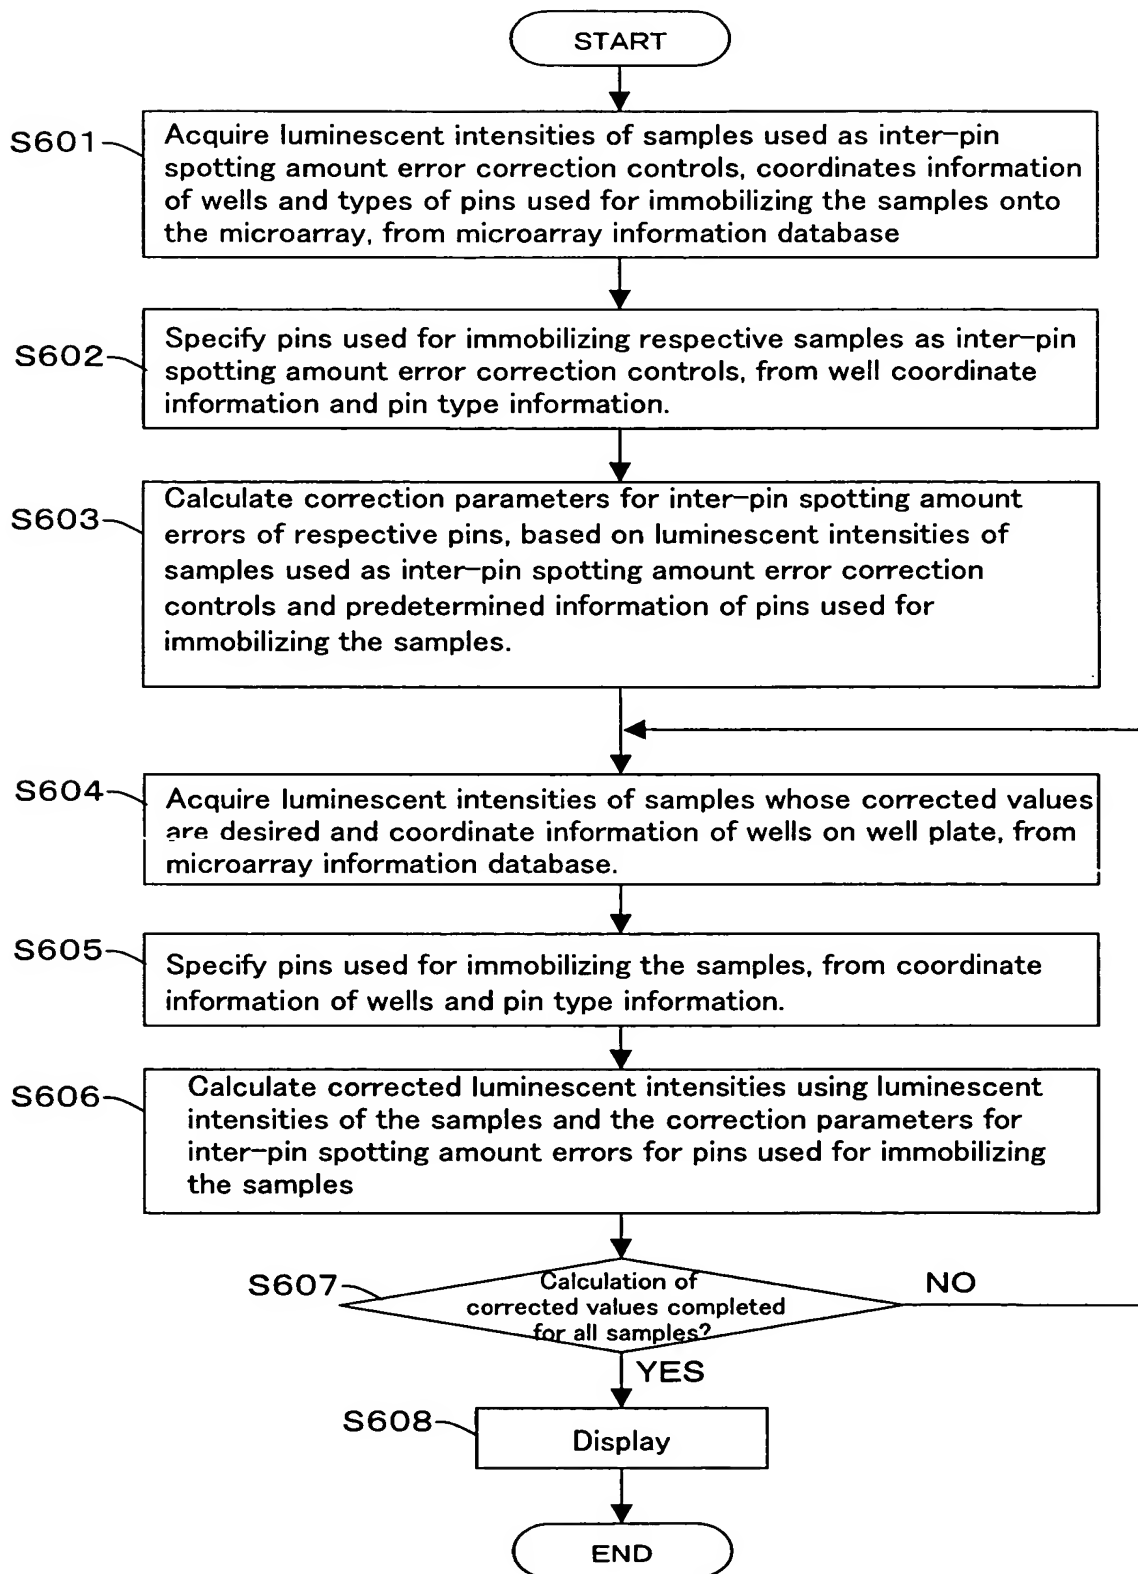 START
S601
Acquire luminescent intensities of samples used as inter-pin
spotting amount error correction controls, coordinates information
of wells and types of pins used for immobilizing the samples onto
the microarray, from microarray information database
S602
Specify pins used for immobilizing respective samples as inter-pin
spotting amount error correction controls, from well coordinate
information and pin type information.
S603
Calculate correction parameters for inter-pin spotting amount
errors of respective pins, based on luminescent intensities of
samples used as inter-pin spotting amount error correction
controls and predetermined information of pins used for
immobilizing the samples.
S604
Acquire luminescent intensities of samples whose corrected values
are desired and coordinate information of wells on well plate, from
microarray information database.
S605
Specify pins used for immobilizing the samples, from coordinate
information of wells and pin type information.
S606
Calculate corrected luminescent intensities using luminescent
intensities of the samples and the correction parameters for
inter-pin spotting amount errors for pins used for immobilizing
the samples
S607
Calculation of
corrected values completed
for all samples?
NO
YES
S608
Display
END